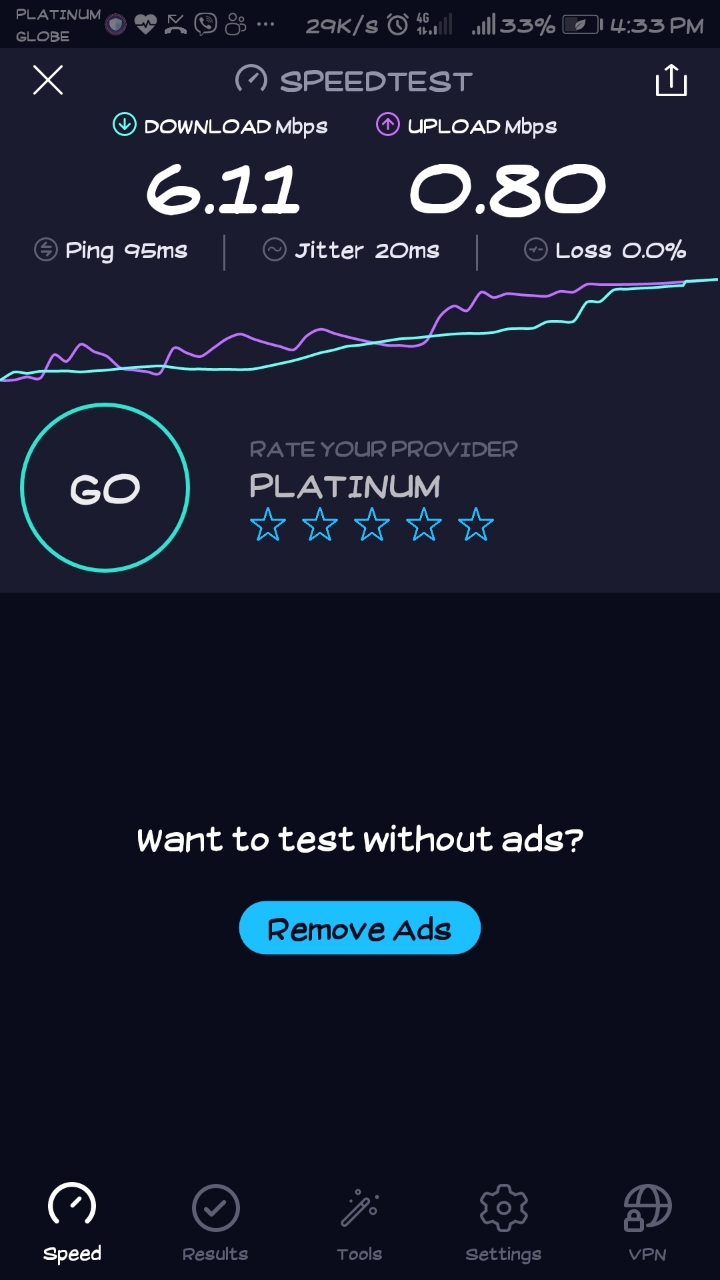 PLATINUM
GLOBE
29K/s 4G 33% 4:33 PM
SPEEDTEST
DOWNLOAD Mbps UPLOAD Mbps
6.11 0.80
Ping 95ms Jitter 20ms Loss 0.0%
RATE YOUR PROVIDER
PLATINUM
GO
Want to test without ads?
Remove Ads
Speed Results Tools Settings VPN